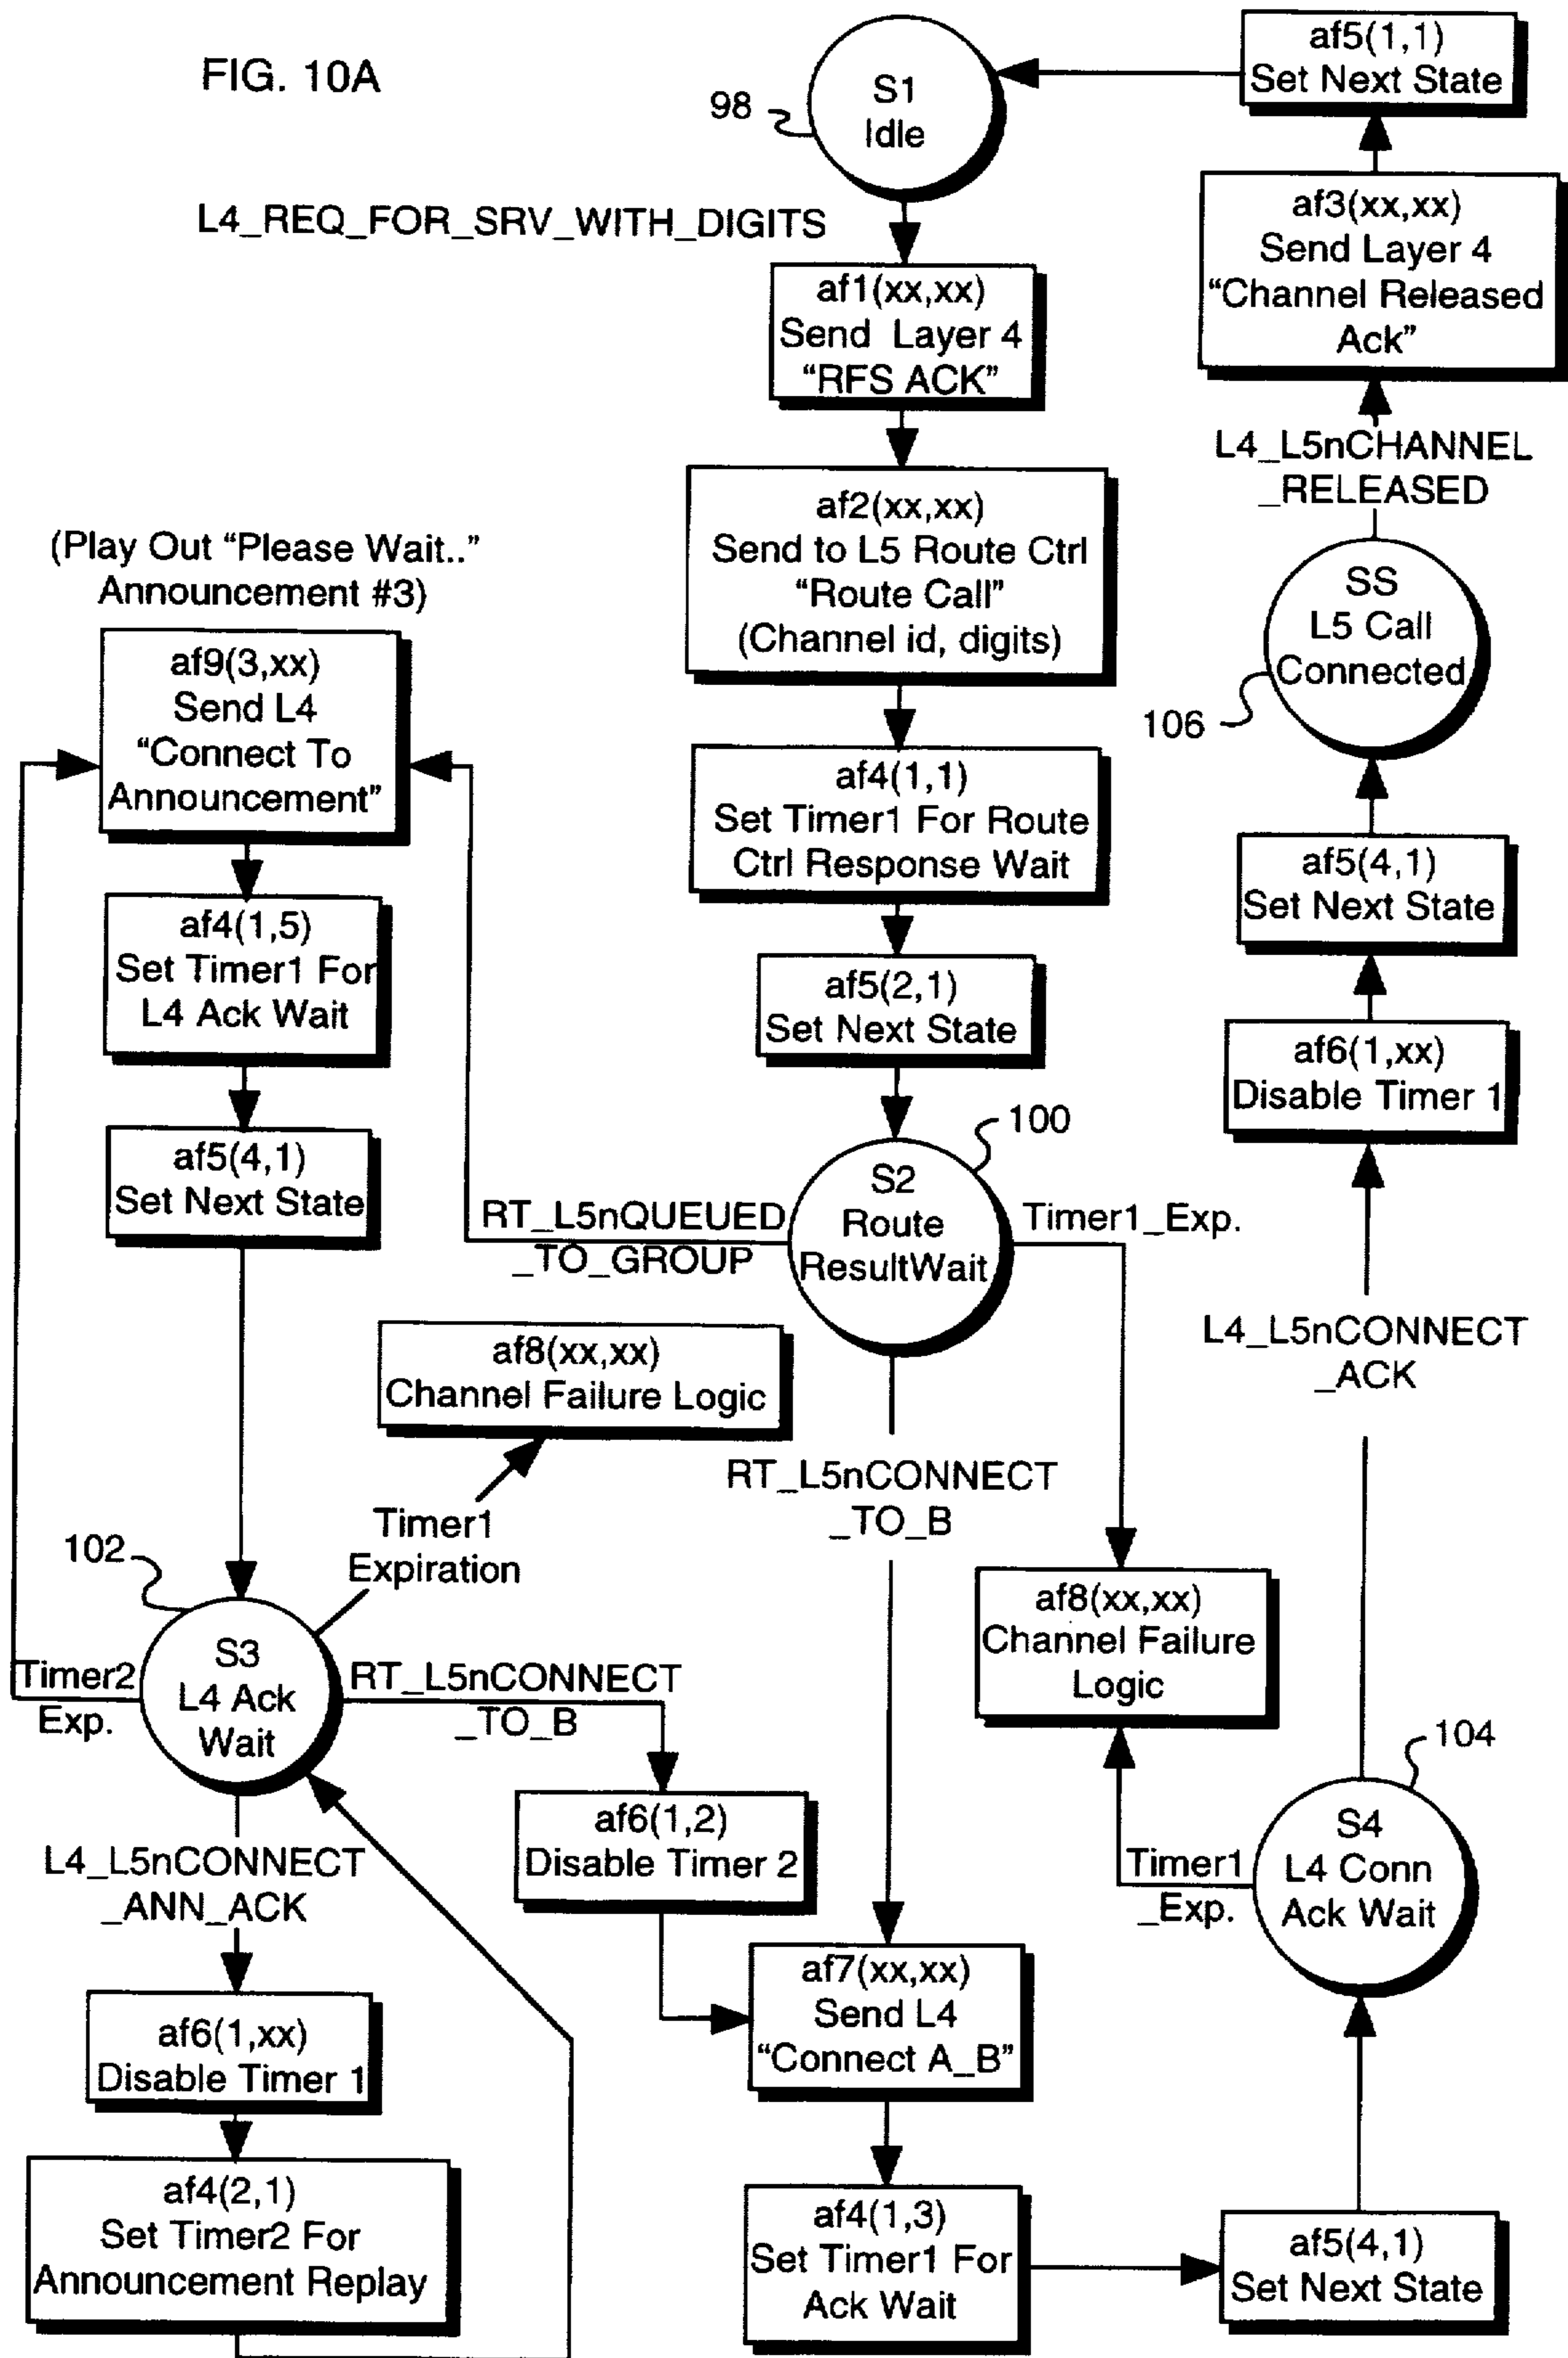 FIG. 10A
98
S1
Idle
af5(1,1)
Set Next State
L4_REQ_FOR_SRV_WITH_DIGITS
af1(xx,xx)
Send Layer 4
“RFS ACK”
af3(xx,xx)
Send Layer 4
“Channel Released
Ack”
L4_L5nCHANNEL
_RELEASED
af2(xx,xx)
Send to L5 Route Ctrl
“Route Call”
(Channel id, digits)
SS
L5 Call
Connected
106
(Play Out “Please Wait..”
Announcement #3)
af9(3,xx)
Send L4
“Connect To
Announcement”
af4(1,1)
Set Timer1 For Route
Ctrl Response Wait
af5(4,1)
Set Next State
af4(1,5)
Set Timer1 For
L4 Ack Wait
af5(2,1)
Set Next State
af6(1,xx)
Disable Timer 1
af5(4,1)
Set Next State
100
S2
Route
ResultWait
RT_L5nQUEUED
_TO_GROUP
Timer1_Exp.
L4_L5nCONNECT
_ACK
af8(xx,xx)
Channel Failure Logic
RT_L5nCONNECT
_TO_B
Timer1
Expiration
102
S3
L4 Ack
Wait
Timer2
Exp.
RT_L5nCONNECT
_TO_B
af8(xx,xx)
Channel Failure
Logic
104
S4
L4 Conn
Ack Wait
Timer1
_Exp.
af6(1,2)
Disable Timer 2
L4_L5nCONNECT
_ANN_ACK
af7(xx,xx)
Send L4
“Connect A_B”
af6(1,xx)
Disable Timer 1
af4(2,1)
Set Timer2 For
Announcement Replay
af4(1,3)
Set Timer1 For
Ack Wait
af5(4,1)
Set Next State